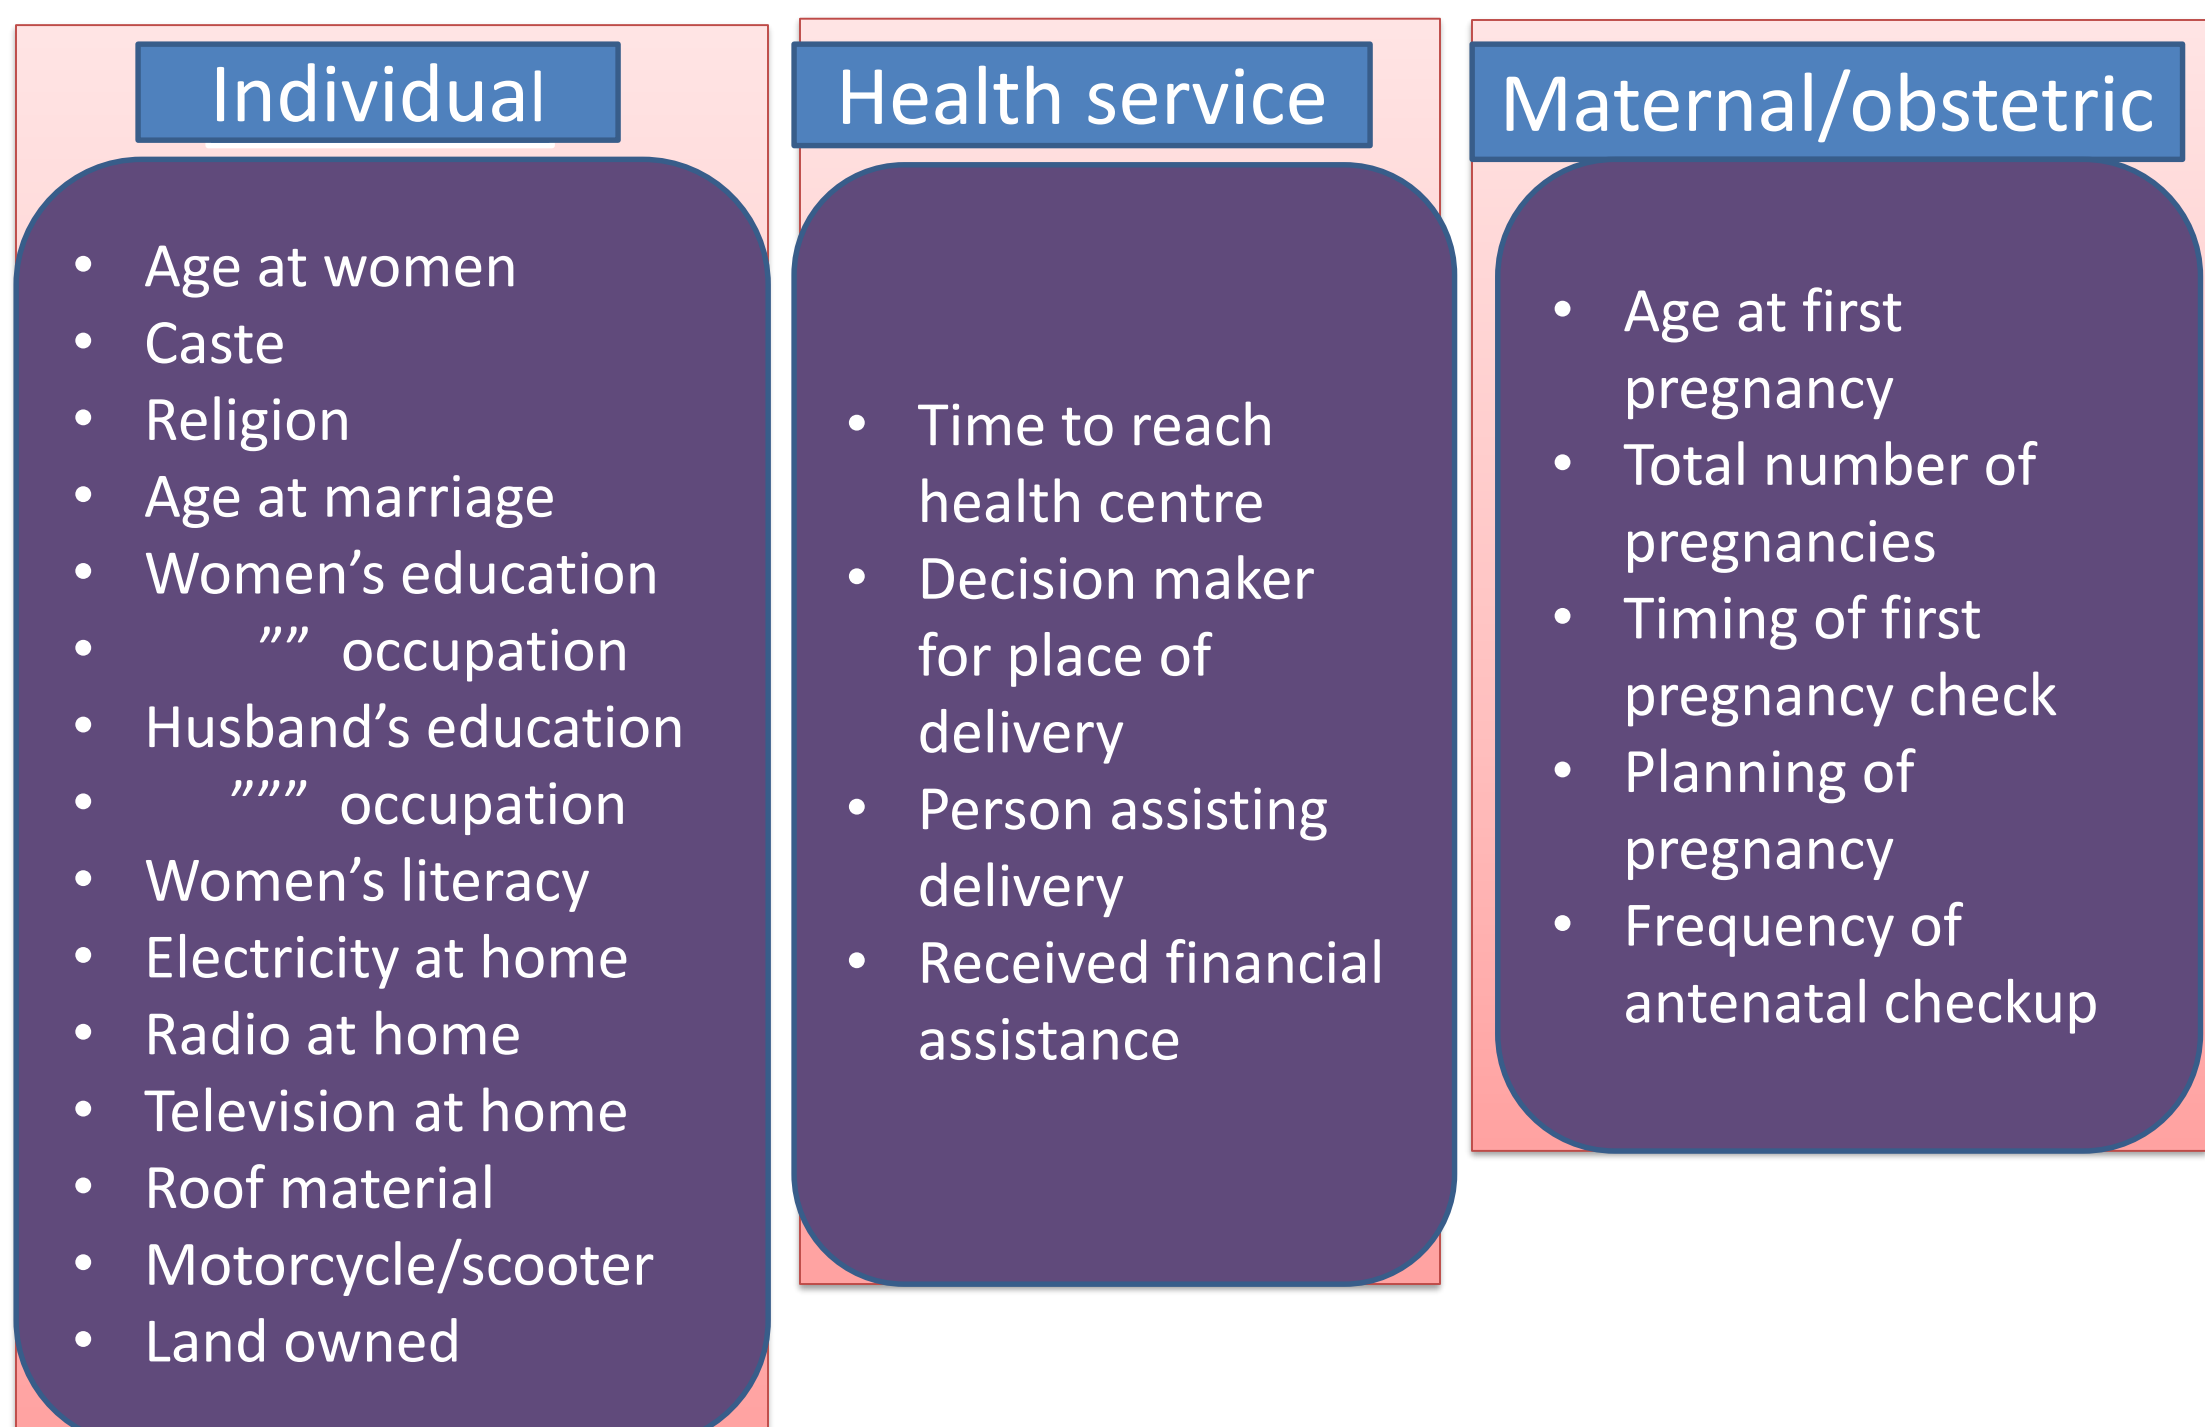 Individual
• Age at women
• Caste
• Religion
• Age at marriage
• Women’s education
• ”” occupation
• Husband’s education
• ””” occupation
• Women’s literacy
• Electricity at home
• Radio at home
• Television at home
• Roof material
• Motorcycle/scooter
• Land owned
Health service
• Time to reach
health centre
• Decision maker
for place of
delivery
• Person assisting
delivery
• Received financial
assistance
Maternal/obstetric
• Age at first
pregnancy
• Total number of
pregnancies
• Timing of first
pregnancy check
• Planning of
pregnancy
• Frequency of
antenatal checkup